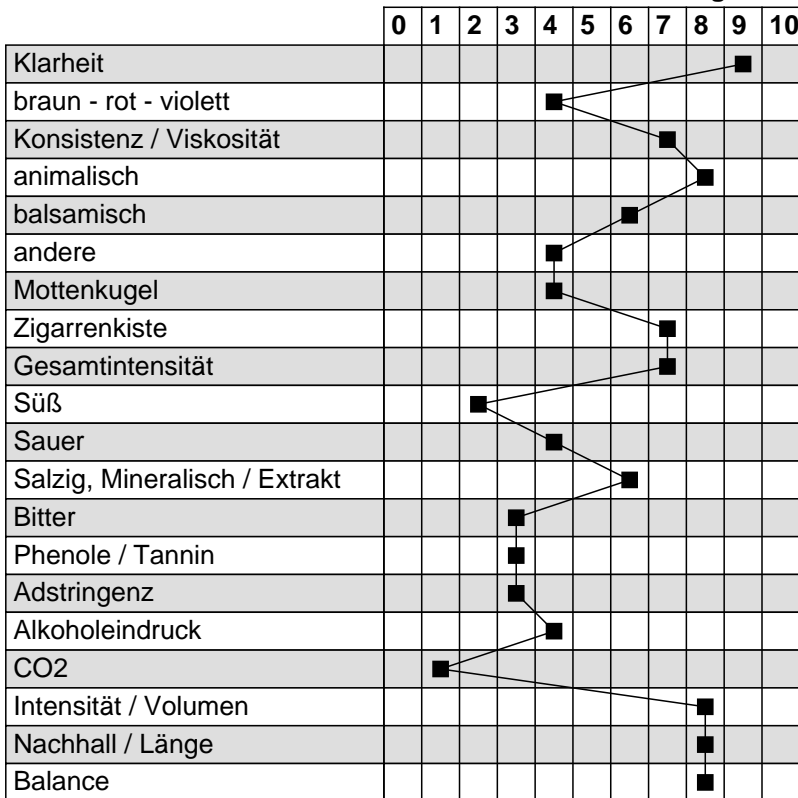 0 1 2 3 4 5 6 7 8 9 10
Klarheit
braun - rot - violett
Konsistenz / Viskosität
animalisch
balsamisch
andere
Mottenkugel
Zigarrenkiste
Gesamtintensität
Süß
Sauer
Salzig, Mineralisch / Extrakt
Bitter
Phenole / Tannin
Adstringenz
Alkoholeindruck
CO2
Intensität / Volumen
Nachhall / Länge
Balance